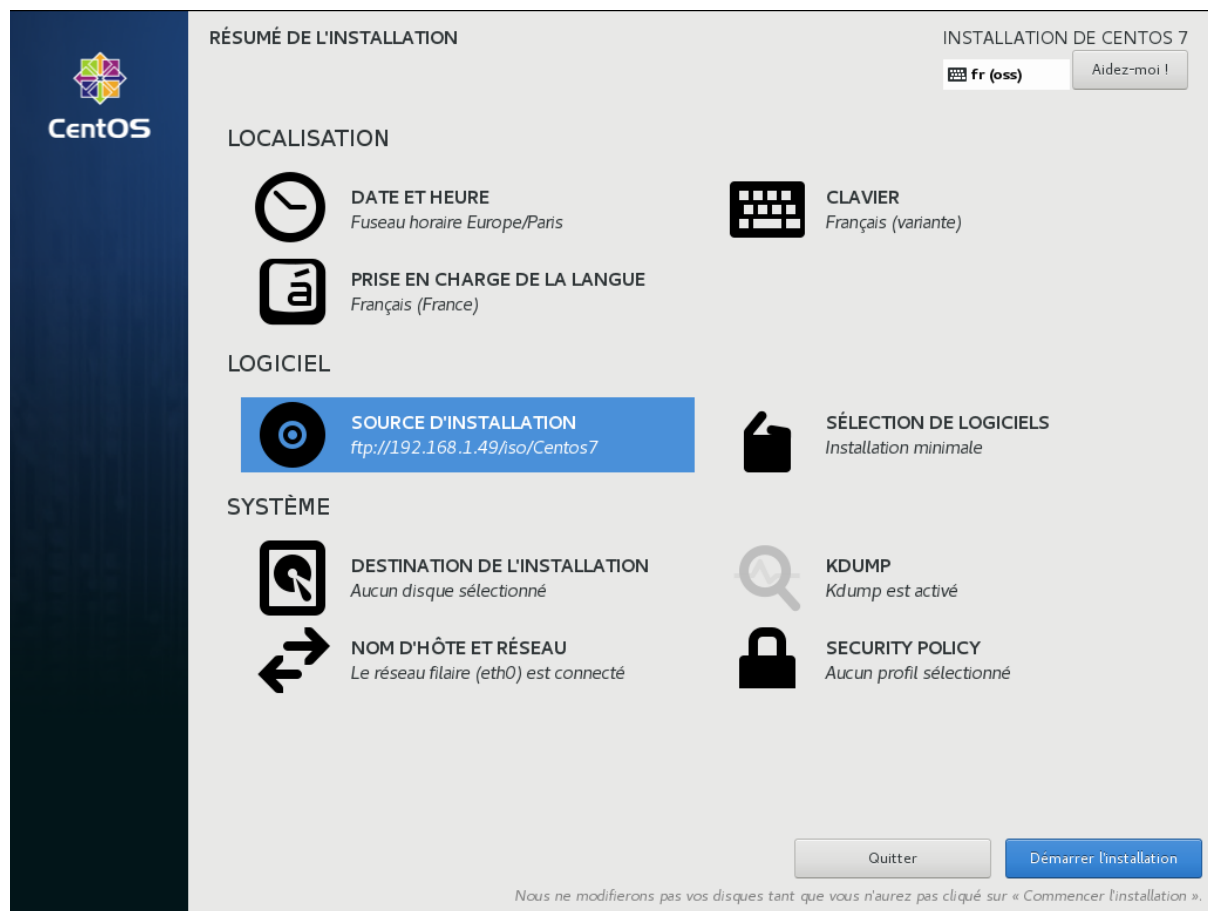 RÉSUMÉ DE L'INSTALLATION
INSTALLATION DE CENTOS 7
fr (oss)
Aidez-moi !
CentOS
LOCALISATION
DATE ET HEURE
Fuseau horaire Europe/Paris
CLAVIER
Français (variante)
á
PRISE EN CHARGE DE LA LANGUE
Français (France)
LOGICIEL
SOURCE D'INSTALLATION
ftp://192.168.1.49/iso/Centos7
SÉLECTION DE LOGICIELS
Installation minimale
SYSTÈME
DESTINATION DE L'INSTALLATION
Aucun disque sélectionné
KDUMP
Kdump est activé
NOM D'HÔTE ET RÉSEAU
Le réseau filaire (eth0) est connecté
SECURITY POLICY
Aucun profil sélectionné
Quitter
Démarrer l'installation
Nous ne modifierons pas vos disques tant que vous n'aurez pas cliqué sur « Commencer l'installation ».